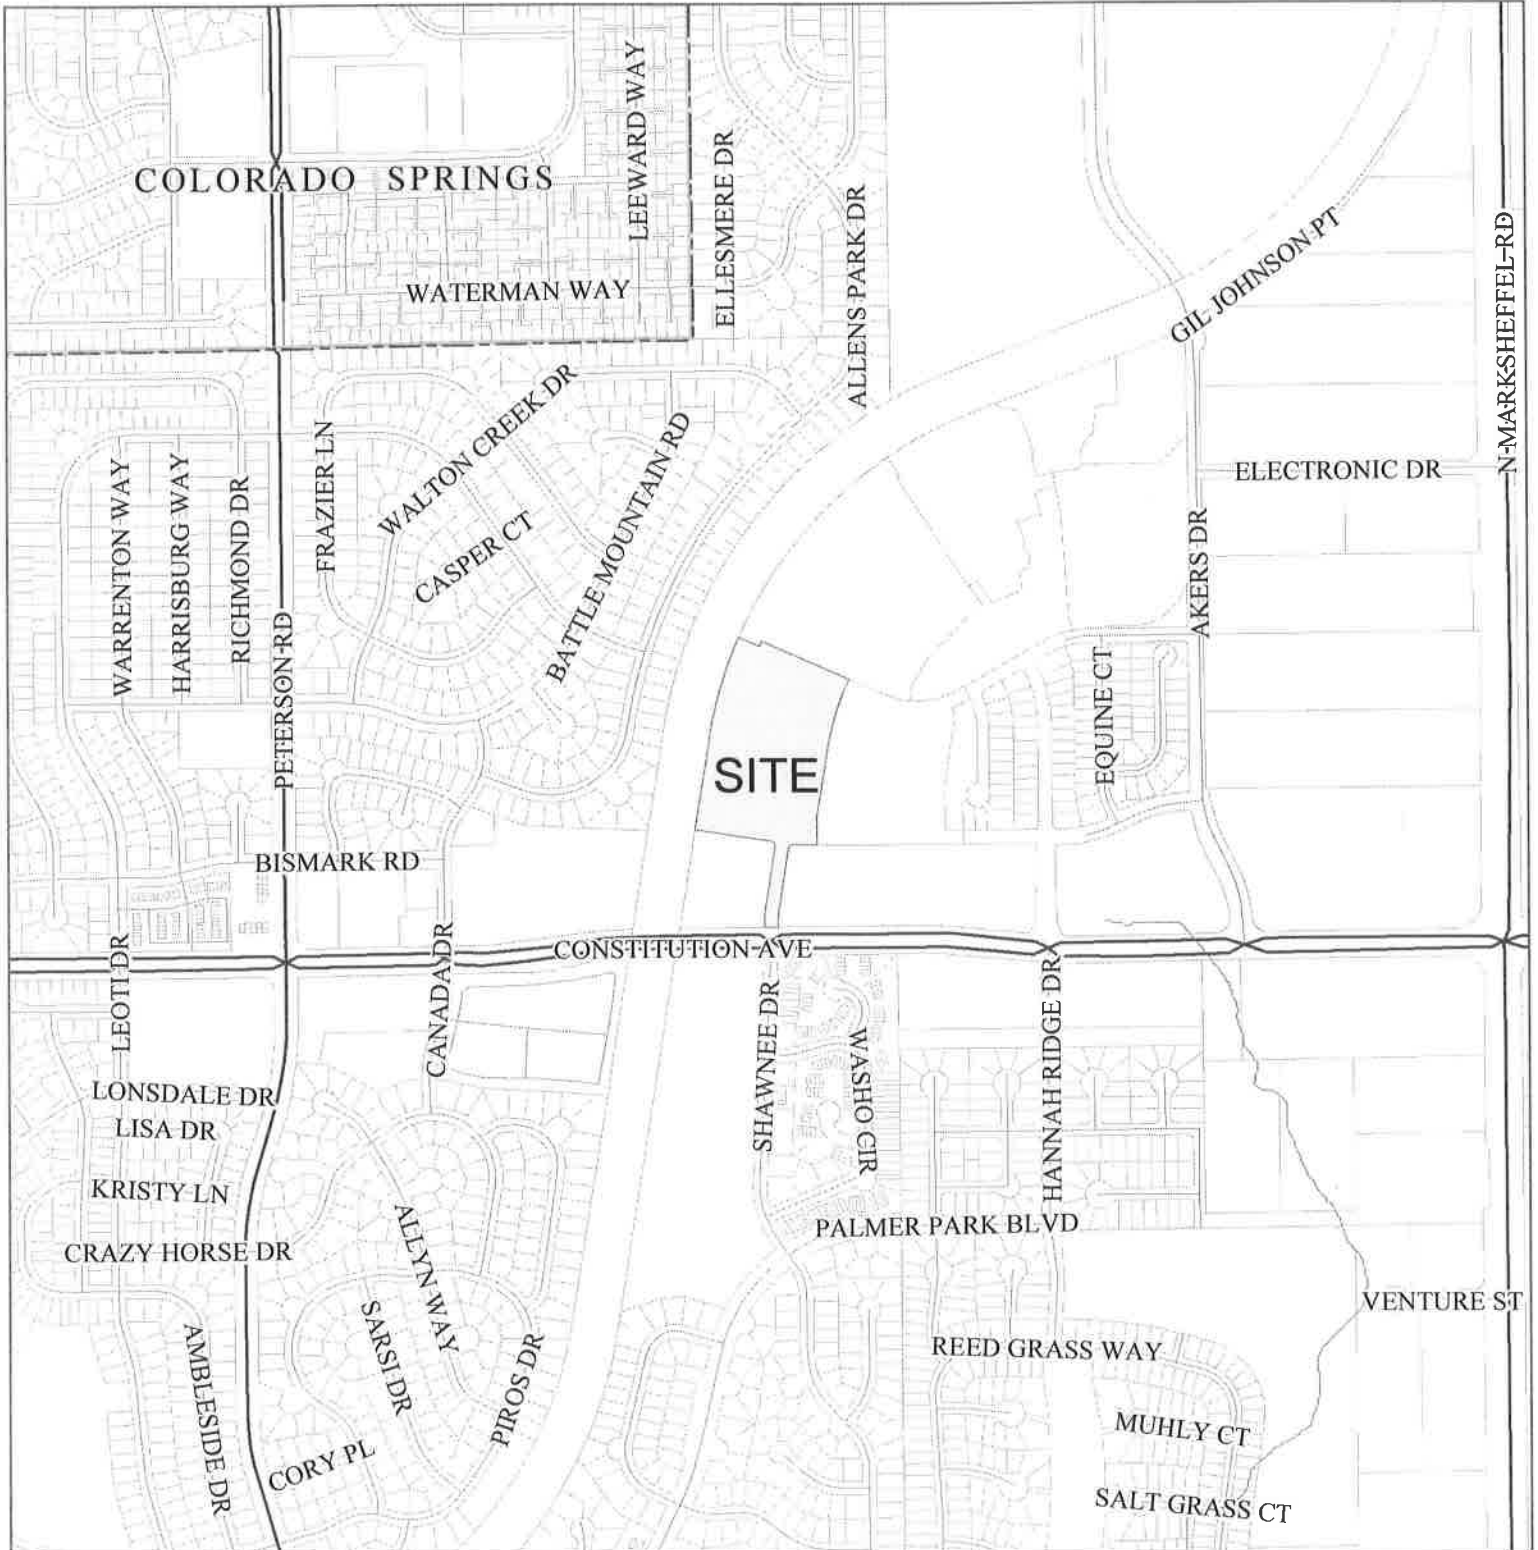 LEEWARD WAY
COLORADO SPRINGS
ELLESMERE DR
ALLENS PARK DR
GIL JOHNSON PT
N MARKSHEFFEL RD
WATERMAN WAY
WALTON CREEK DR
FRAZIER LN
BATTLE MOUNTAIN RD
WARRENTON WAY
HARRISBURG WAY
RICHMOND DR
CASPER CT
ELECTRONIC DR
AKERS DR
PETERSON RD
EQUINE CT
SITE
BISMARK RD
LEOTI DR
CANADA DR
CONSTITUTION AVE
SHAWNEE DR
WASHO CIR
HANNAH RIDGE DR
LONSDALE DR
LISA DR
KRISTY LN
CRAZY HORSE DR
ALLYN WAY
PALMER PARK BLVD
VENTURE ST
SARSI DR
AMBLESIDE DR
PIROS DR
REED GRASS WAY
CORY PL
MUHLY CT
SALT GRASS CT